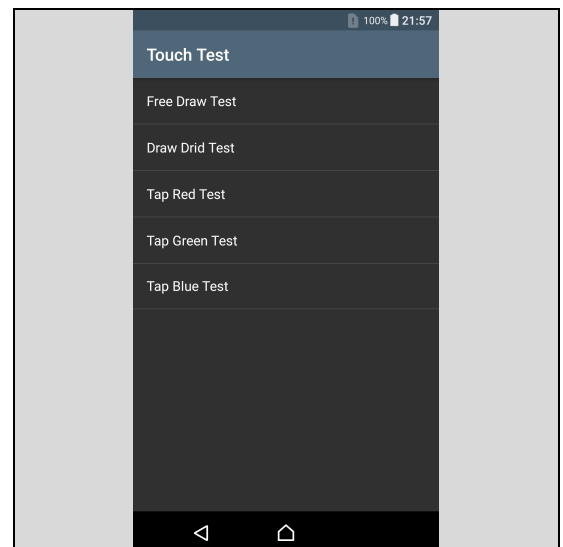 100% 21:57
Touch Test
Free Draw Test
Draw Drid Test
Tap Red Test
Tap Green Test
Tap Blue Test